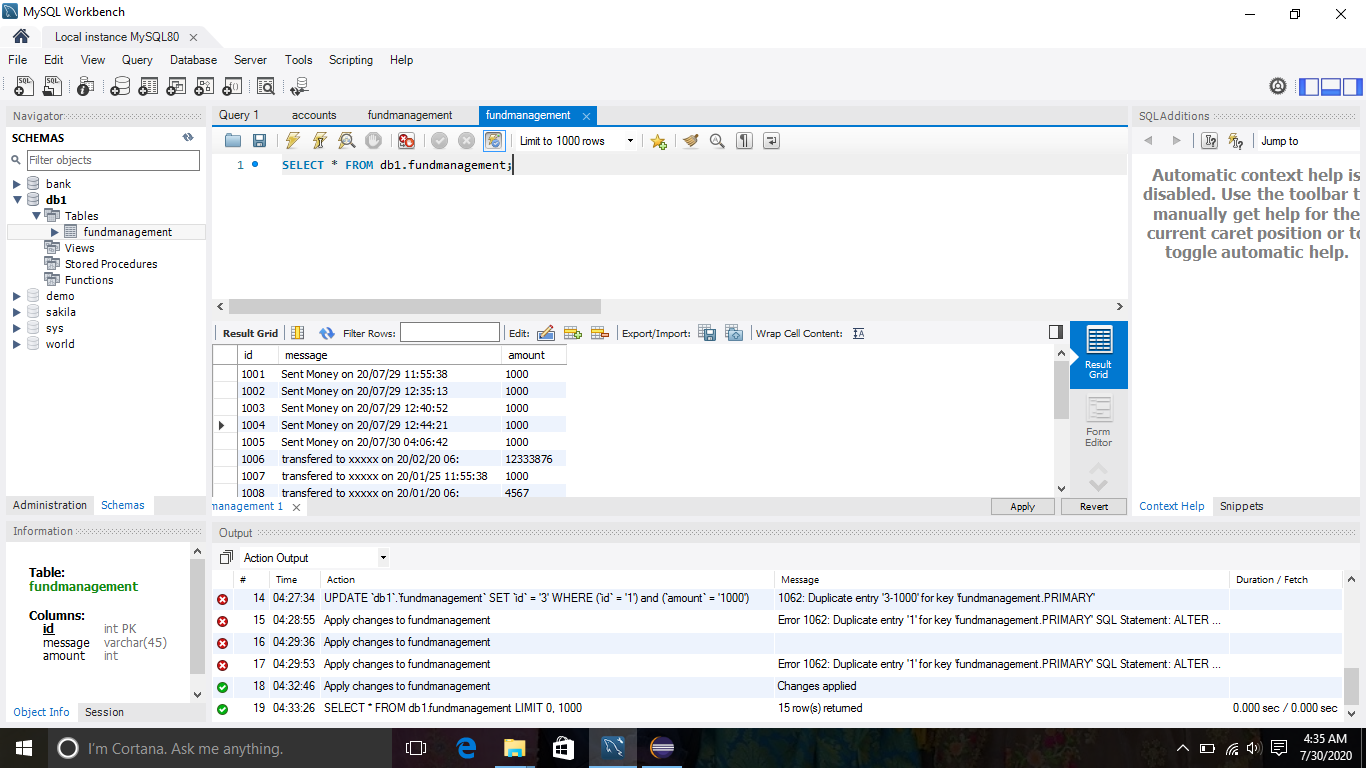 MySQL Workbench
Local instance MySQL80
File Edit View Query Database Server Tools Scripting Help
Navigator
SCHEMAS
Filter objects
bank
db1
Tables
fundmanagement
Views
Stored Procedures
Functions
demo
sakila
sys
world
Administration Schemas
Information
Table:
fundmanagement
Columns:
id int PK
message varchar(45)
amount int
Object Info Session
Query 1 accounts fundmanagement fundmanagement
Limit to 1000 rows
1 SELECT * FROM db1.fundmanagement;
Result Grid Filter Rows: Edit: Export/Import: Wrap Cell Content:
id message amount
1001 Sent Money on 20/07/29 11:55:38 1000
1002 Sent Money on 20/07/29 12:35:13 1000
1003 Sent Money on 20/07/29 12:40:52 1000
1004 Sent Money on 20/07/29 12:44:21 1000
1005 Sent Money on 20/07/30 04:06:42 1000
1006 transfered to xxxxx on 20/02/20 06: 12333876
1007 transfered to xxxxx on 20/01/25 11:55:38 1000
1008 transfered to xxxxx on 20/01/20 06: 4567
Result
Grid
Form
Editor
management 1 Apply Revert
SQLAdditions
Jump to
Automatic context help is
disabled. Use the toolbar t
manually get help for the
current caret position or to
toggle automatic help.
Context Help Snippets
Output
Action Output
# Time Action Message Duration / Fetch
14 04:27:34 UPDATE `db1`.`fundmanagement` SET `id` = '3' WHERE (`id` = '1') and (`amount` = '1000') 1062: Duplicate entry '3-1000' for key 'fundmanagement.PRIMARY'
15 04:28:55 Apply changes to fundmanagement Error 1062: Duplicate entry '1' for key 'fundmanagement.PRIMARY' SQL Statement: ALTER ...
16 04:29:36 Apply changes to fundmanagement
17 04:29:53 Apply changes to fundmanagement Error 1062: Duplicate entry '1' for key 'fundmanagement.PRIMARY' SQL Statement: ALTER ...
18 04:32:46 Apply changes to fundmanagement Changes applied
19 04:33:26 SELECT * FROM db1.fundmanagement LIMIT 0, 1000 15 row(s) returned 0.000 sec / 0.000 sec
I'm Cortana. Ask me anything.
4:35 AM
7/30/2020